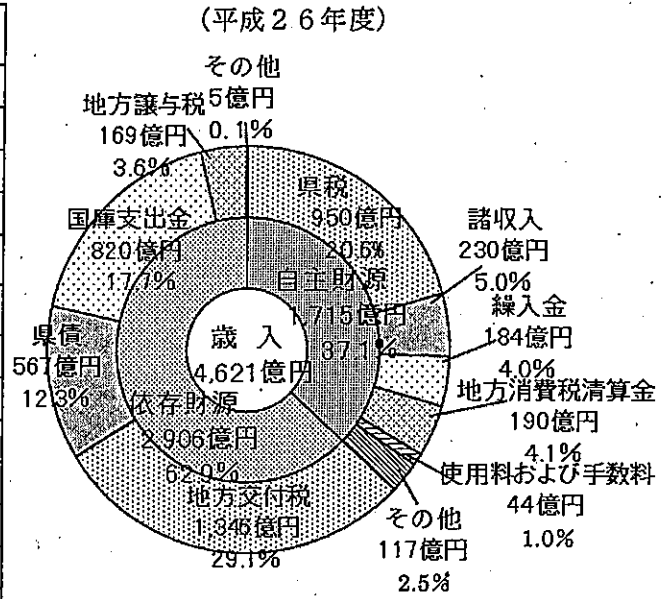 (平成26年度)
その他
5億円
0.1%
地方譲与税
169億円
3.6%
国庫支出金
820億円
17.7%
県債
567億円
12.3%
県税
950億円
20.6%
諸収入
230億円
5.0%
繰入金
184億円
4.0%
地方消費税清算金
190億円
4.1%
使用料および手数料
44億円
1.0%
その他
117億円
2.5%
自主財源
1,715億円
37.1%
歳入
4,621億円
依存財源
2,906億円
62.9%
地方交付税
1,346億円
29.1%